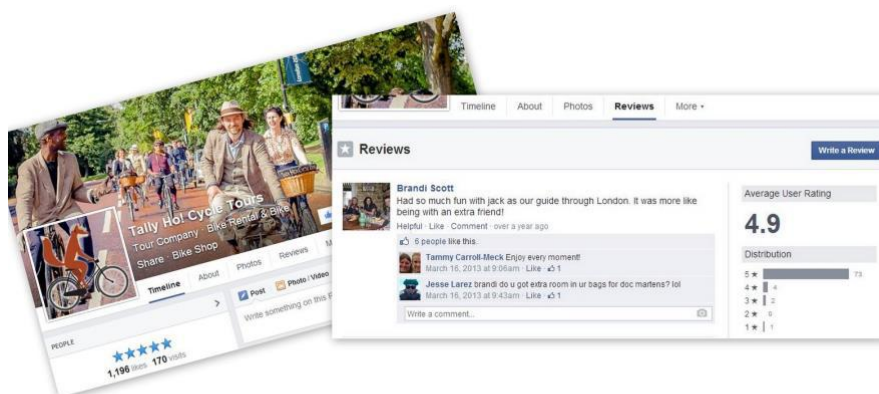 Tally Ho! Cycle Tours
Tour Company · Bike Rental & Bike
Share · Bike Shop
Timeline About Photos Reviews
Post Photo / Video
Write something on this
PEOPLE
1,196 likes 170 visits
Timeline About Photos Reviews More
Reviews
Write a Review
Brandi Scott
Had so much fun with jack as our guide through London. It was more like
being with an extra friend!
Helpful · Like · Comment · over a year ago
6 people like this.
Tammy Carroll-Meck Enjoy every moment!
March 16, 2013 at 9:06am · Like · 1
Jesse Larez brandi do u got extra room in ur bags for doc martens? lol
March 16, 2013 at 9:43am · Like · 1
Write a comment...
Average User Rating
4.9
Distribution
5 ★ 73
4 ★ 4
3 ★ 2
2 ★ 0
1 ★ 1